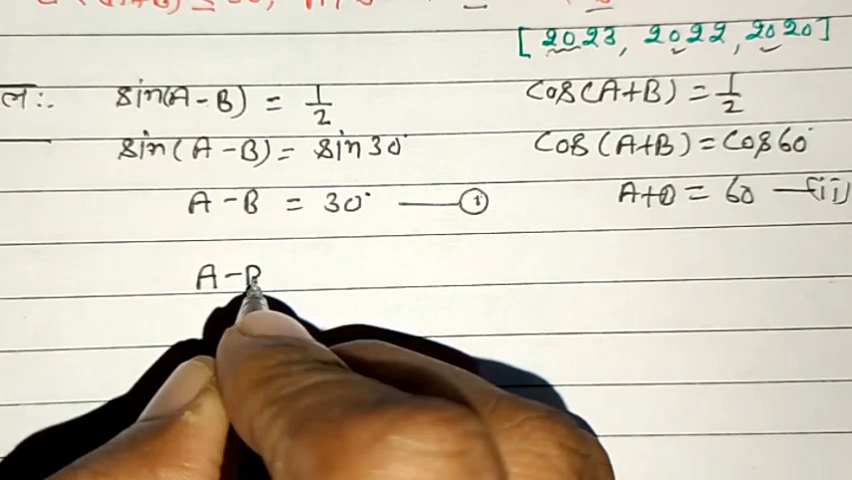 [2023, 2022, 2020]
sin(A-B) = 1/2 Cos(A+B) = 1/2
sin(A-B) = sin30° Cos(A+B) = Cos60°
A-B = 30° —① A+B = 60 —(ii)
A-B